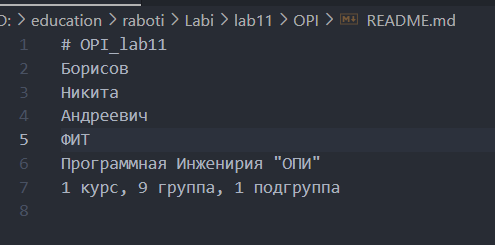 D: > education > raboti > Labi > lab11 > OPI > README.md
1 # OPI_lab11
2 Борисов
3 Никита
4 Андреевич
5 ФИТ
6 Программная Инженирия "ОПИ"
7 1 курс, 9 группа, 1 подгруппа
8